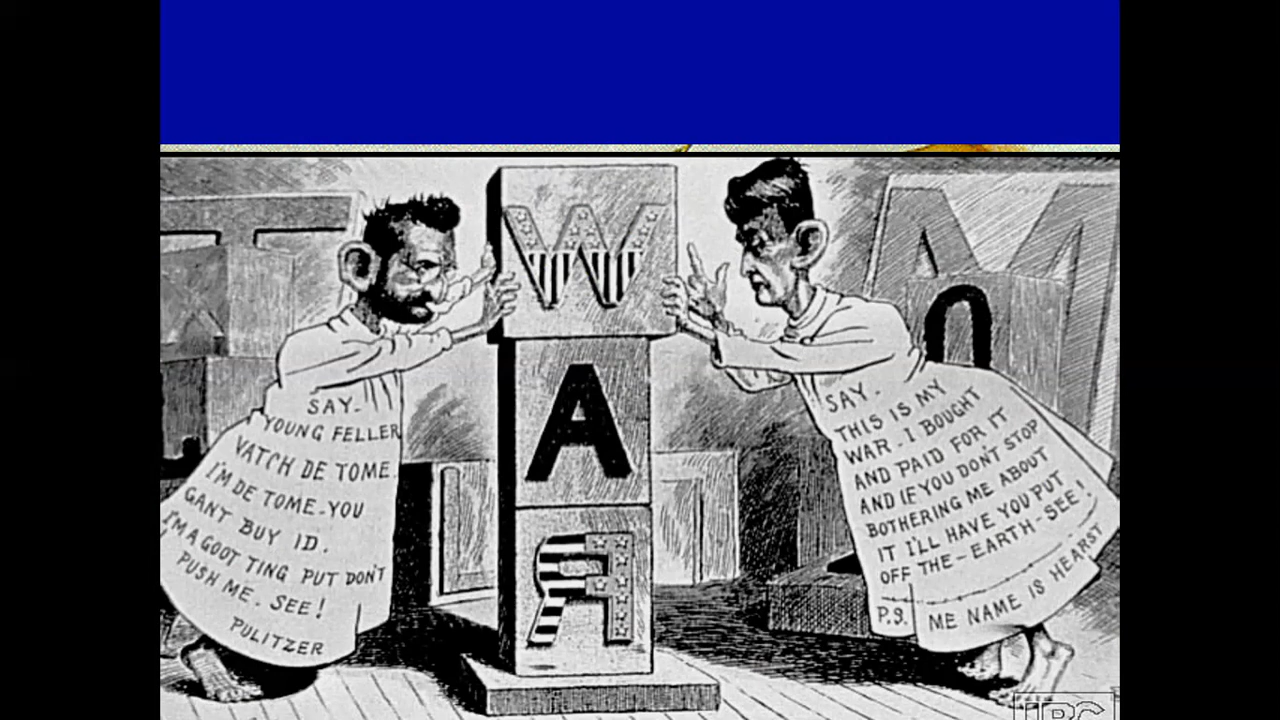 W
A
R
M
SAY.
YOUNG FELLER
VATCH DE TOME.
I'M DE TOME. YOU
GANT BUY ID.
I'M A GOOT TING PUT DON'T
PUSH ME. SEE!
PULITZER
SAY.
THIS IS MY
WAR - I BOUGHT
AND PAID FOR IT
AND IF YOU DON'T STOP
BOTHERING ME ABOUT
IT I'LL HAVE YOU PUT
OFF THE - EARTH - SEE!
P.S. ME NAME IS HEARST